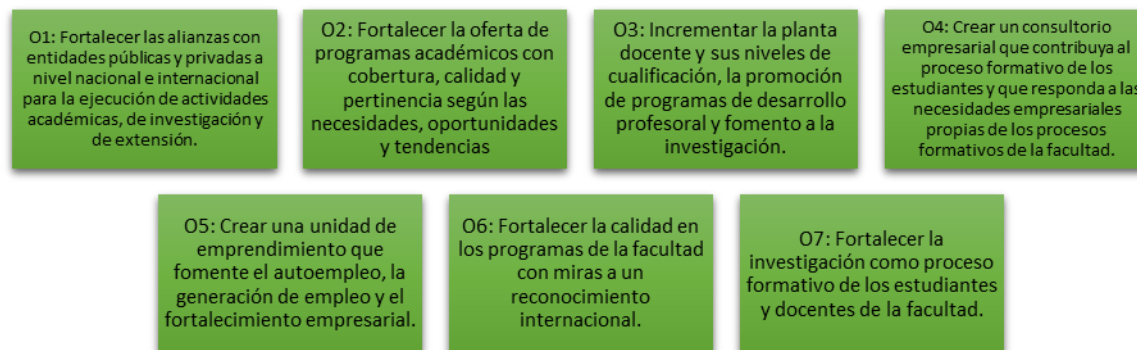 O1: Fortalecer las alianzas con
entidades públicas y privadas a
nivel nacional e internacional
para la ejecución de actividades
académicas, de investigación y
de extensión.
O2: Fortalecer la oferta de
programas académicos con
cobertura, calidad y
pertinencia según las
necesidades, oportunidades
y tendencias
O3: Incrementar la planta
docente y sus niveles de
cualificación, la promoción
de programas de desarrollo
profesoral y fomento a la
investigación.
O4: Crear un consultorio
empresarial que contribuya al
proceso formativo de los
estudiantes y que responda a las
necesidades empresariales
propias de los procesos
formativos de la facultad.
O5: Crear una unidad de
emprendimiento que
fomente el autoempleo, la
generación de empleo y el
fortalecimiento empresarial.
O6: Fortalecer la calidad en
los programas de la facultad
con miras a un
reconocimiento
internacional.
O7: Fortalecer la
investigación como proceso
formativo de los estudiantes
y docentes de la facultad.